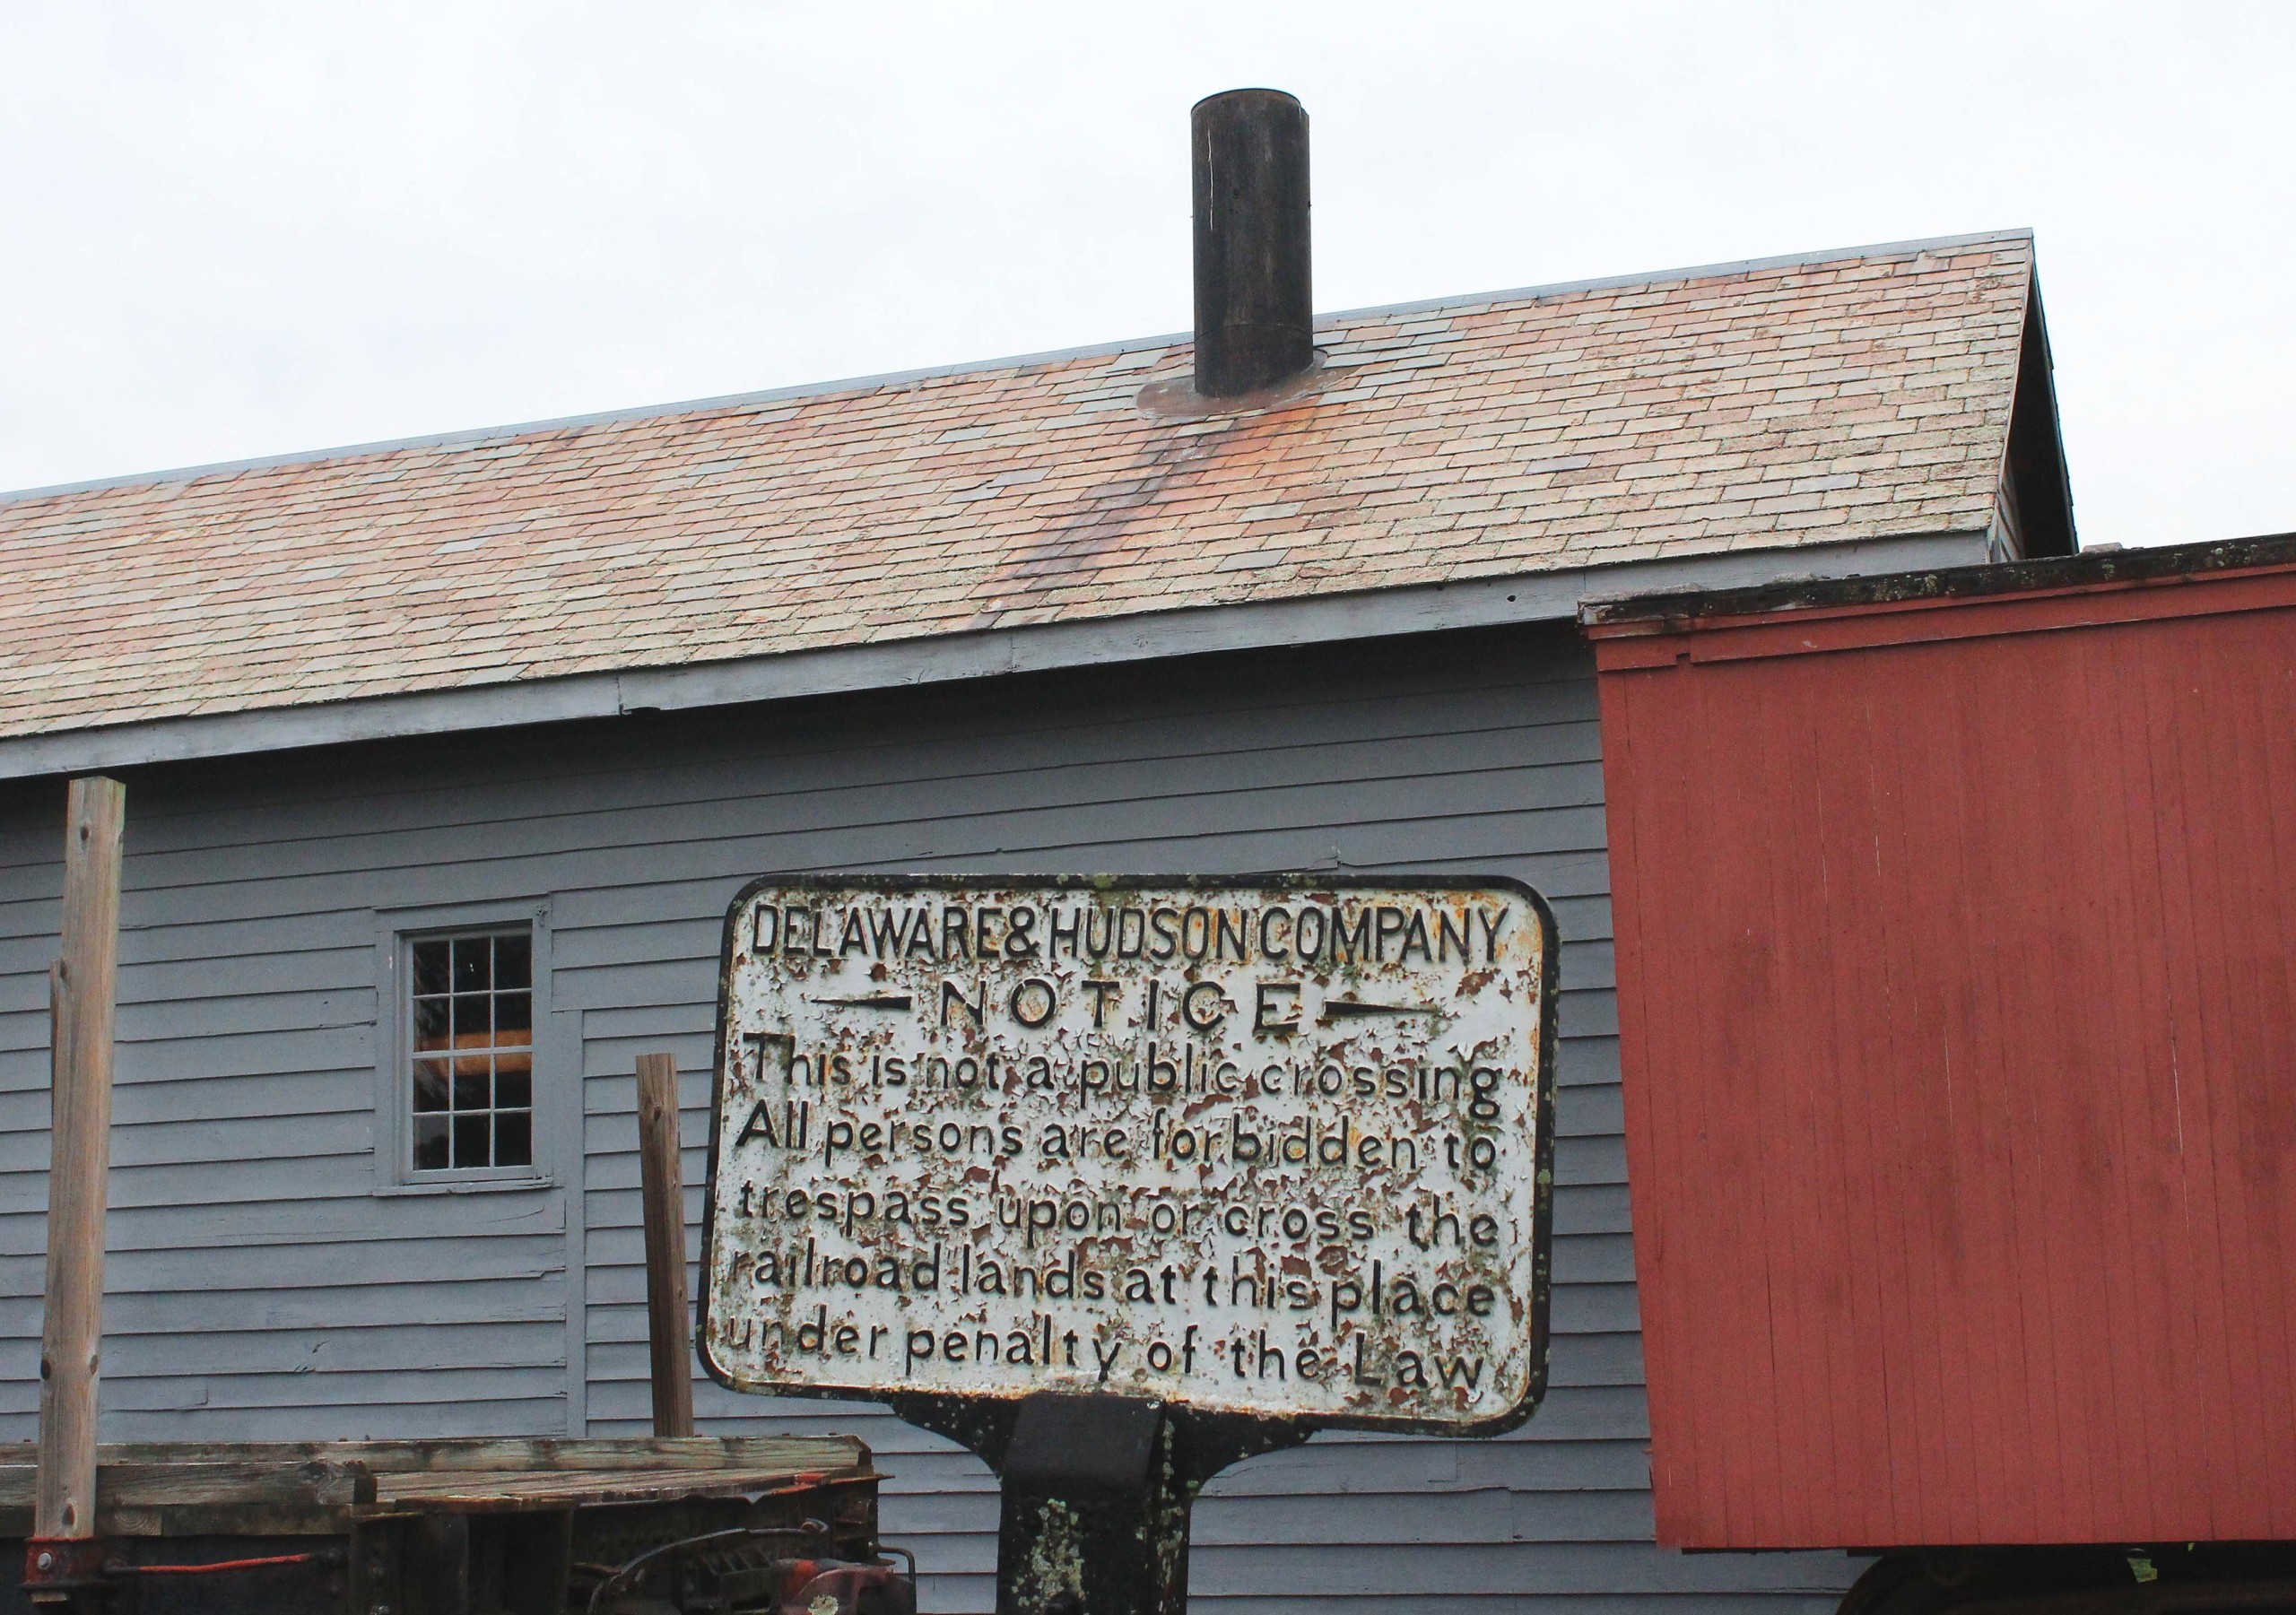 DELAWARE & HUDSON COMPANY
NOTICE
This is not a public crossing
All persons are forbidden to
trespass upon or cross the
railroad lands at this place
under penalty of the Law